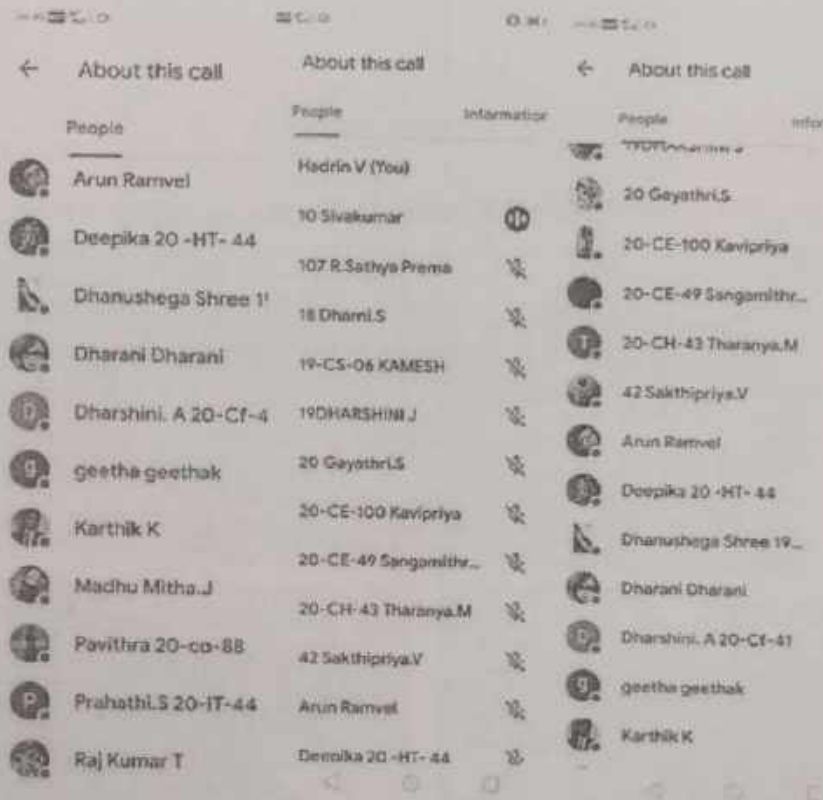 About this call
People
Arun Ramvel
Deepika 20 -HT- 44
Dhanushega Shree 1
Dharani Dharani
Dharshini. A 20-Cf-4
geetha geethak
Karthik K
Madhu Mitha.J
Pavithra 20-co-88
P
Prahathi.S 20-IT-44
Raj Kumar T
About this call
People
Information
Hadrin V (You)
10 Sivakumar
107 R.Sathya Prema
18 Dharni.S
19-CS-06 KAMESH
19DHARSHINI J
20 Gayathri.S
20-CE-100 Kavipriya
20-CE-49 Sangamithr...
20-CH-43 Tharanya.M
42 Sakthipriya.V
Arun Ramvel
Deepika 20 -HT- 44
About this call
People
Infor
20 Gayathri.S
20-CE-100 Kavipriya
20-CE-49 Sangamithr...
T
20-CH-43 Tharanya.M
42 Sakthipriya.V
Arun Ramvel
Deepika 20 -HT- 44
Dhanushega Shree 19...
Dharani Dharani
D
Dharshini. A 20-Cf-41
g
geetha geethak
Karthik K